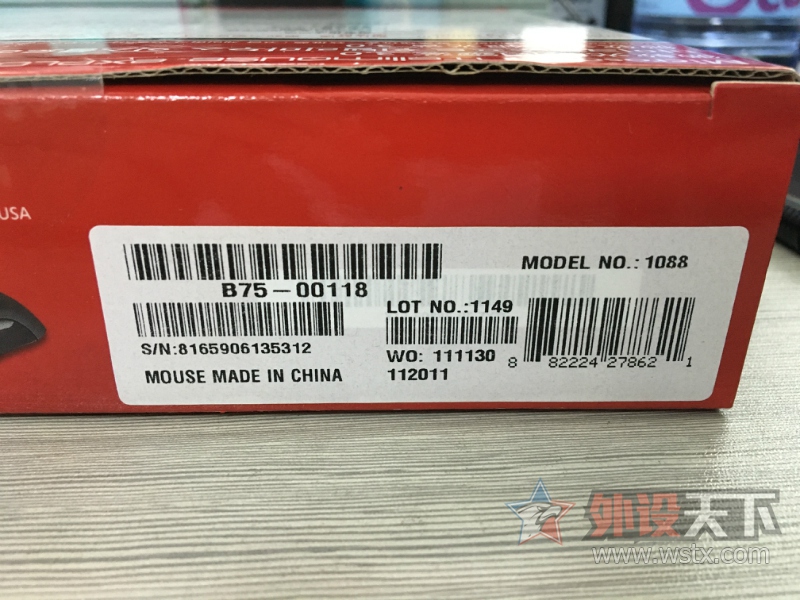 USA
B75-00118
MODEL NO.: 1088
S/N:8165906135312
LOT NO.:1149
WO: 111130
112011
8 82224 27862 1
MOUSE MADE IN CHINA
外设天下
www.wstx.com